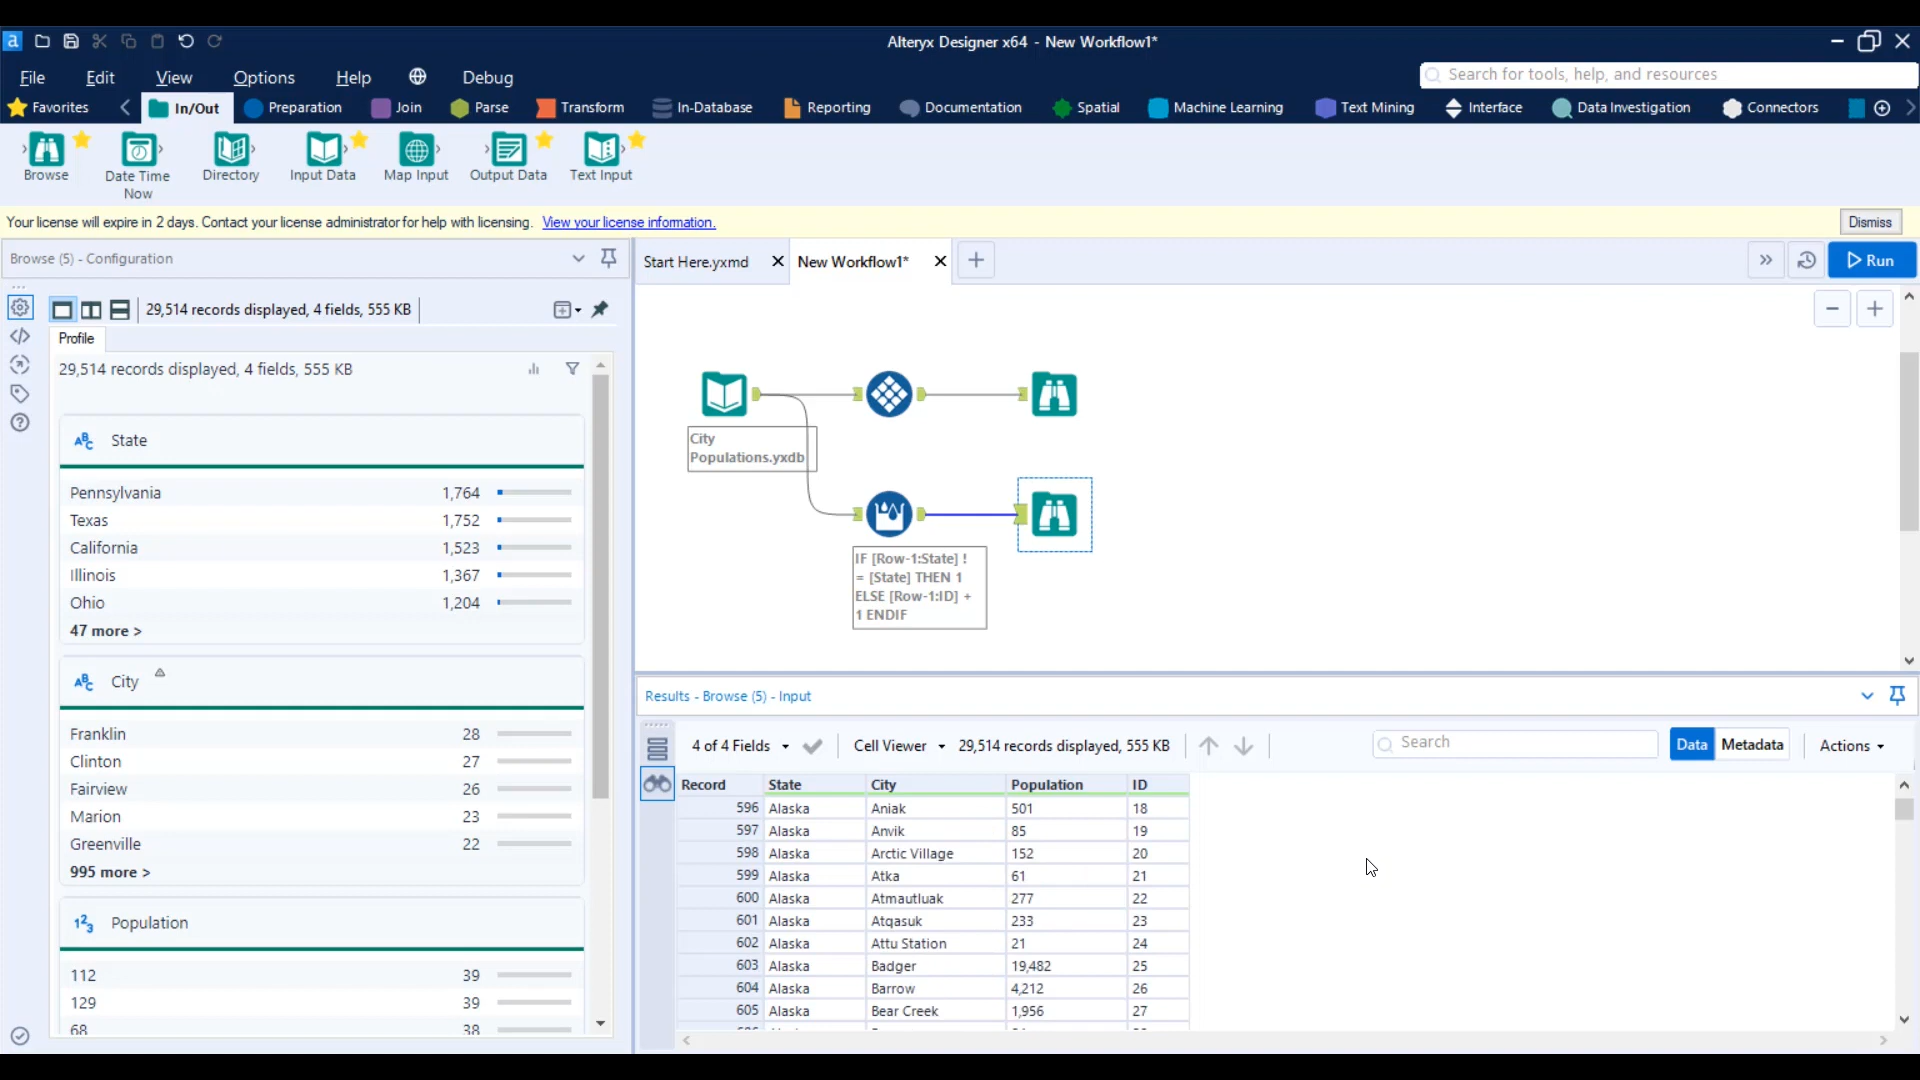 a
Alteryx Designer x64 - New Workflow1*
File Edit View Options Help Debug
Search for tools, help, and resources
Favorites In/Out Preparation Join Parse Transform In-Database Reporting Documentation Spatial Machine Learning Text Mining Interface Data Investigation Connectors
Browse Date Time Now Directory Input Data Map Input Output Data Text Input
Your license will expire in 2 days. Contact your license administrator for help with licensing. View your license information. Dismiss
Browse (5) - Configuration
Start Here.yxmd New Workflow1* Run
29,514 records displayed, 4 fields, 555 KB
Profile
29,514 records displayed, 4 fields, 555 KB
ABC State
Pennsylvania 1,764
Texas 1,752
California 1,523
Illinois 1,367
Ohio 1,204
47 more >
ABC City
Franklin 28
Clinton 27
Fairview 26
Marion 23
Greenville 22
995 more >
123 Population
112 39
129 39
68 38
City
Populations.yxdb
IF [Row-1:State] !
= [State] THEN 1
ELSE [Row-1:ID] +
1 ENDIF
Results - Browse (5) - Input
4 of 4 Fields Cell Viewer 29,514 records displayed, 555 KB Search Data Metadata Actions
Record State City Population ID
596 Alaska Aniak 501 18
597 Alaska Anvik 85 19
598 Alaska Arctic Village 152 20
599 Alaska Atka 61 21
600 Alaska Atmautluak 277 22
601 Alaska Atqasuk 233 23
602 Alaska Attu Station 21 24
603 Alaska Badger 19,482 25
604 Alaska Barrow 4,212 26
605 Alaska Bear Creek 1,956 27